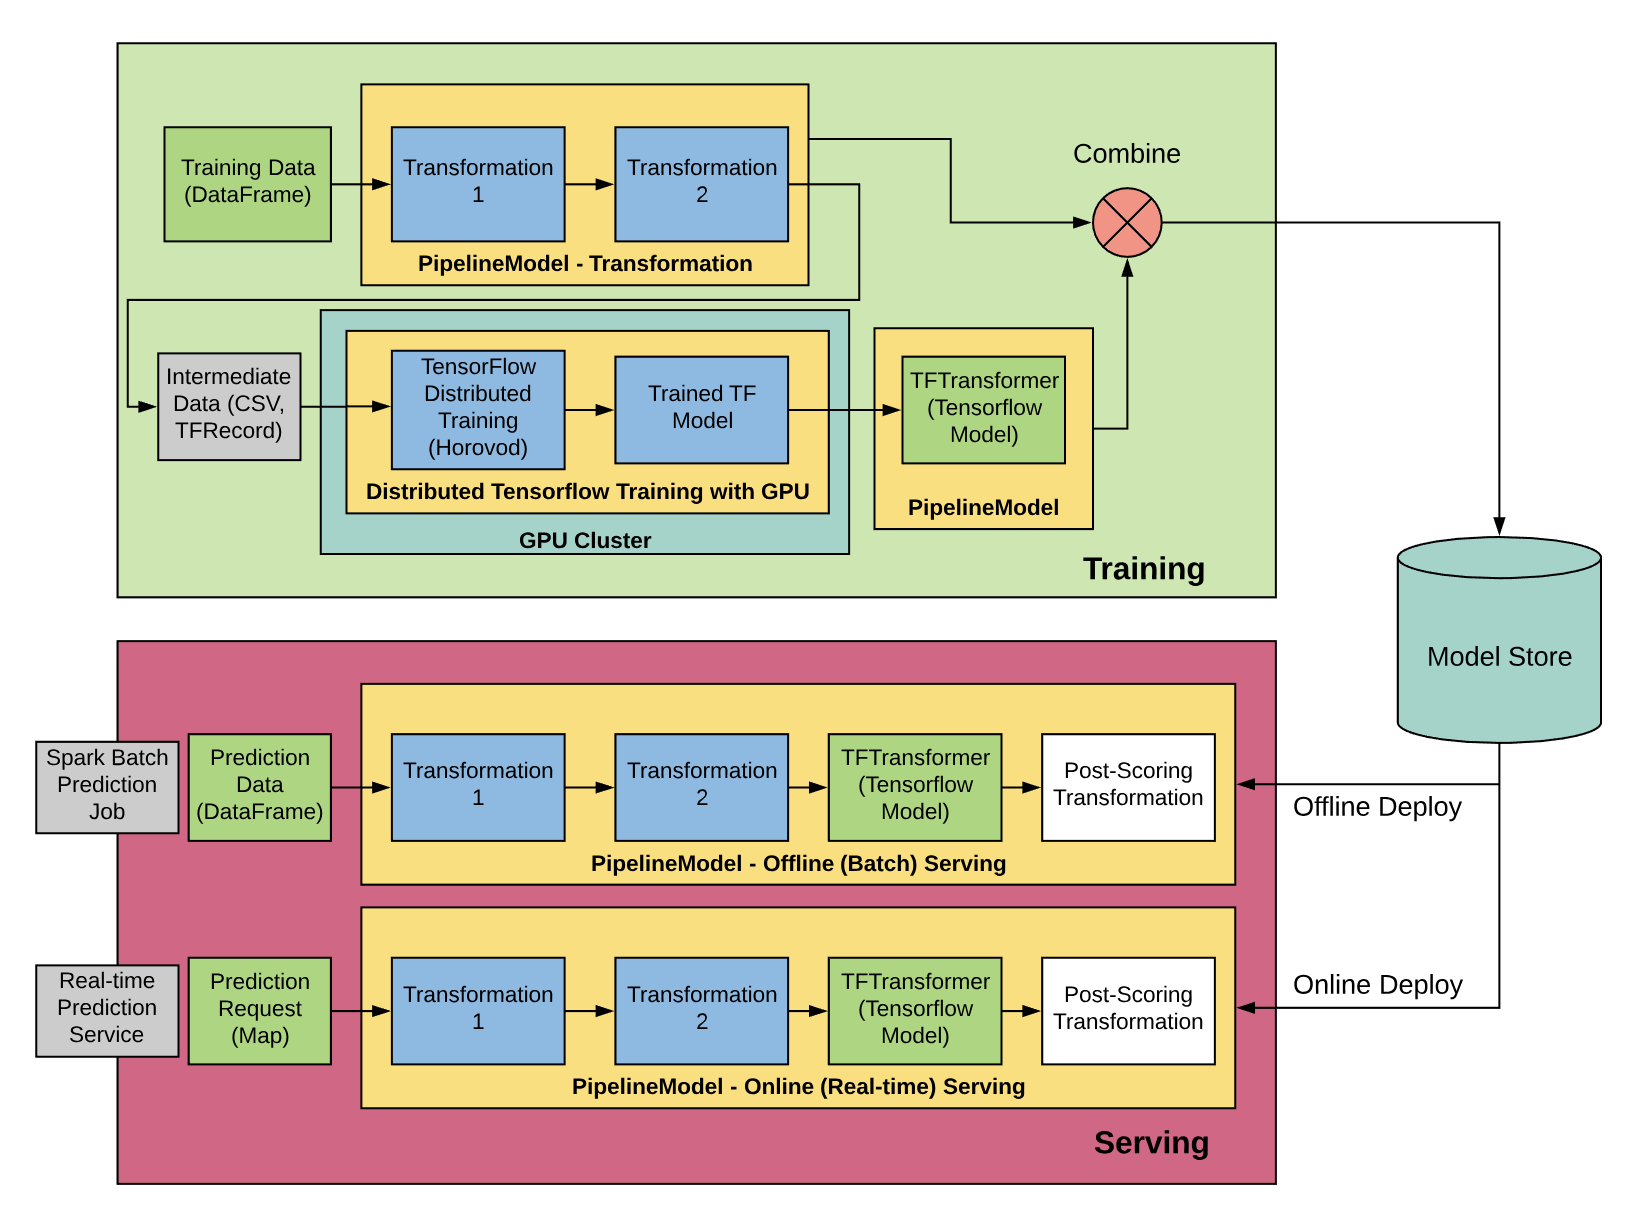 Training Data
(DataFrame)
Transformation
1
Transformation
2
PipelineModel - Transformation
Combine
Intermediate
Data (CSV,
TFRecord)
TensorFlow
Distributed
Training
(Horovod)
Trained TF
Model
Distributed Tensorflow Training with GPU
GPU Cluster
TFTransformer
(Tensorflow
Model)
PipelineModel
Training
Model Store
Spark Batch
Prediction
Job
Prediction
Data
(DataFrame)
Transformation
1
Transformation
2
TFTransformer
(Tensorflow
Model)
Post-Scoring
Transformation
PipelineModel - Offline (Batch) Serving
Offline Deploy
Real-time
Prediction
Service
Prediction
Request
(Map)
Transformation
1
Transformation
2
TFTransformer
(Tensorflow
Model)
Post-Scoring
Transformation
PipelineModel - Online (Real-time) Serving
Online Deploy
Serving